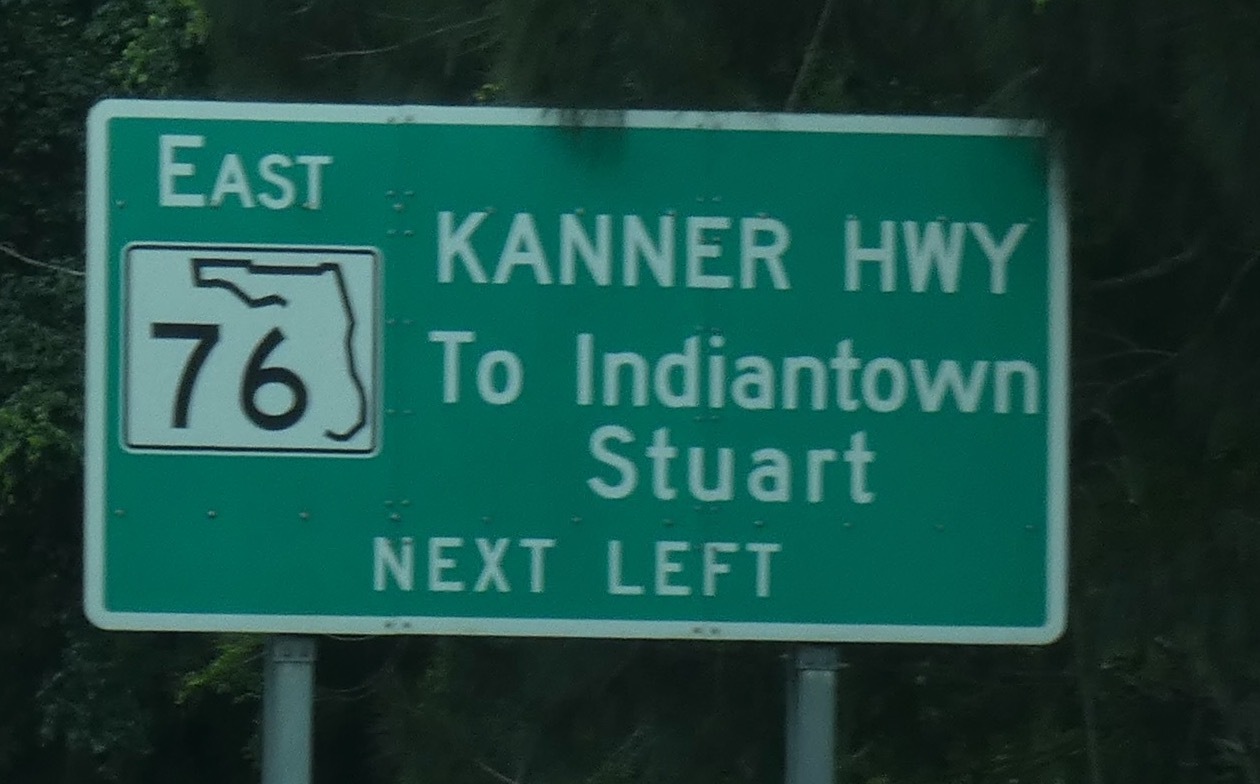 EAST
76
KANNER HWY
To Indiantown
Stuart
NEXT LEFT